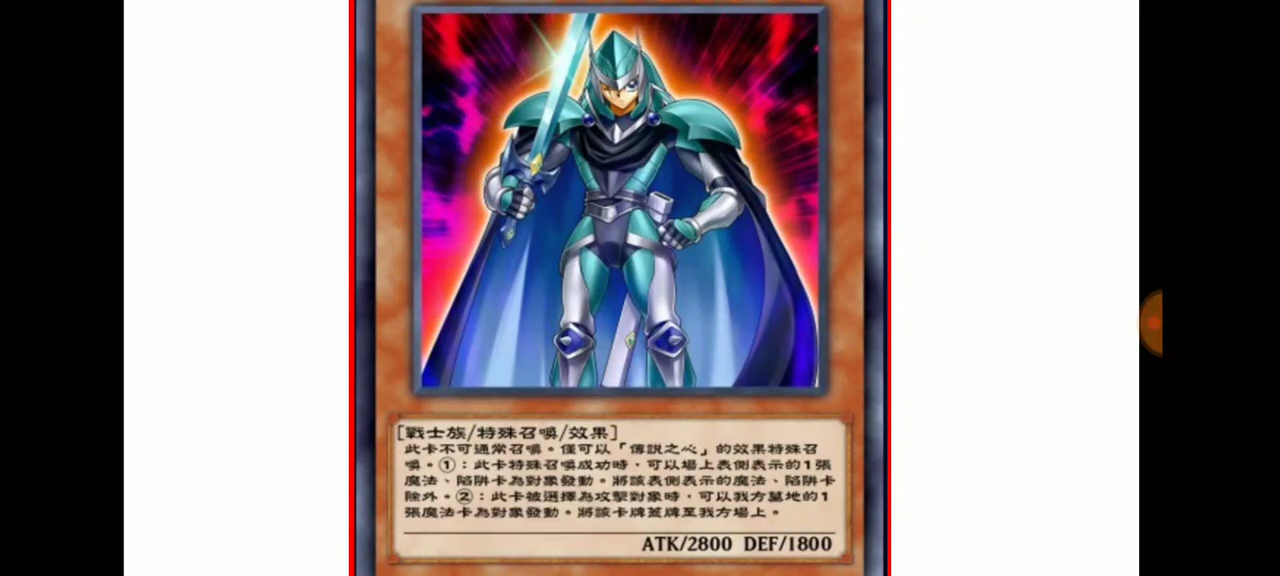 [戰士族/特殊召喚/效果]
此卡不可通常召喚。僅可以「傳說之心」的效果特殊召
喚。①：此卡特殊召喚成功時，可以場上表側表示的1張
魔法、陷阱卡為對象發動。將該表側表示的魔法、陷阱卡
除外。②：此卡被選擇為攻擊對象時，可以我方墓地的1
張魔法卡為對象發動。將該卡牌蓋牌至我方場上。
ATK/2800 DEF/1800